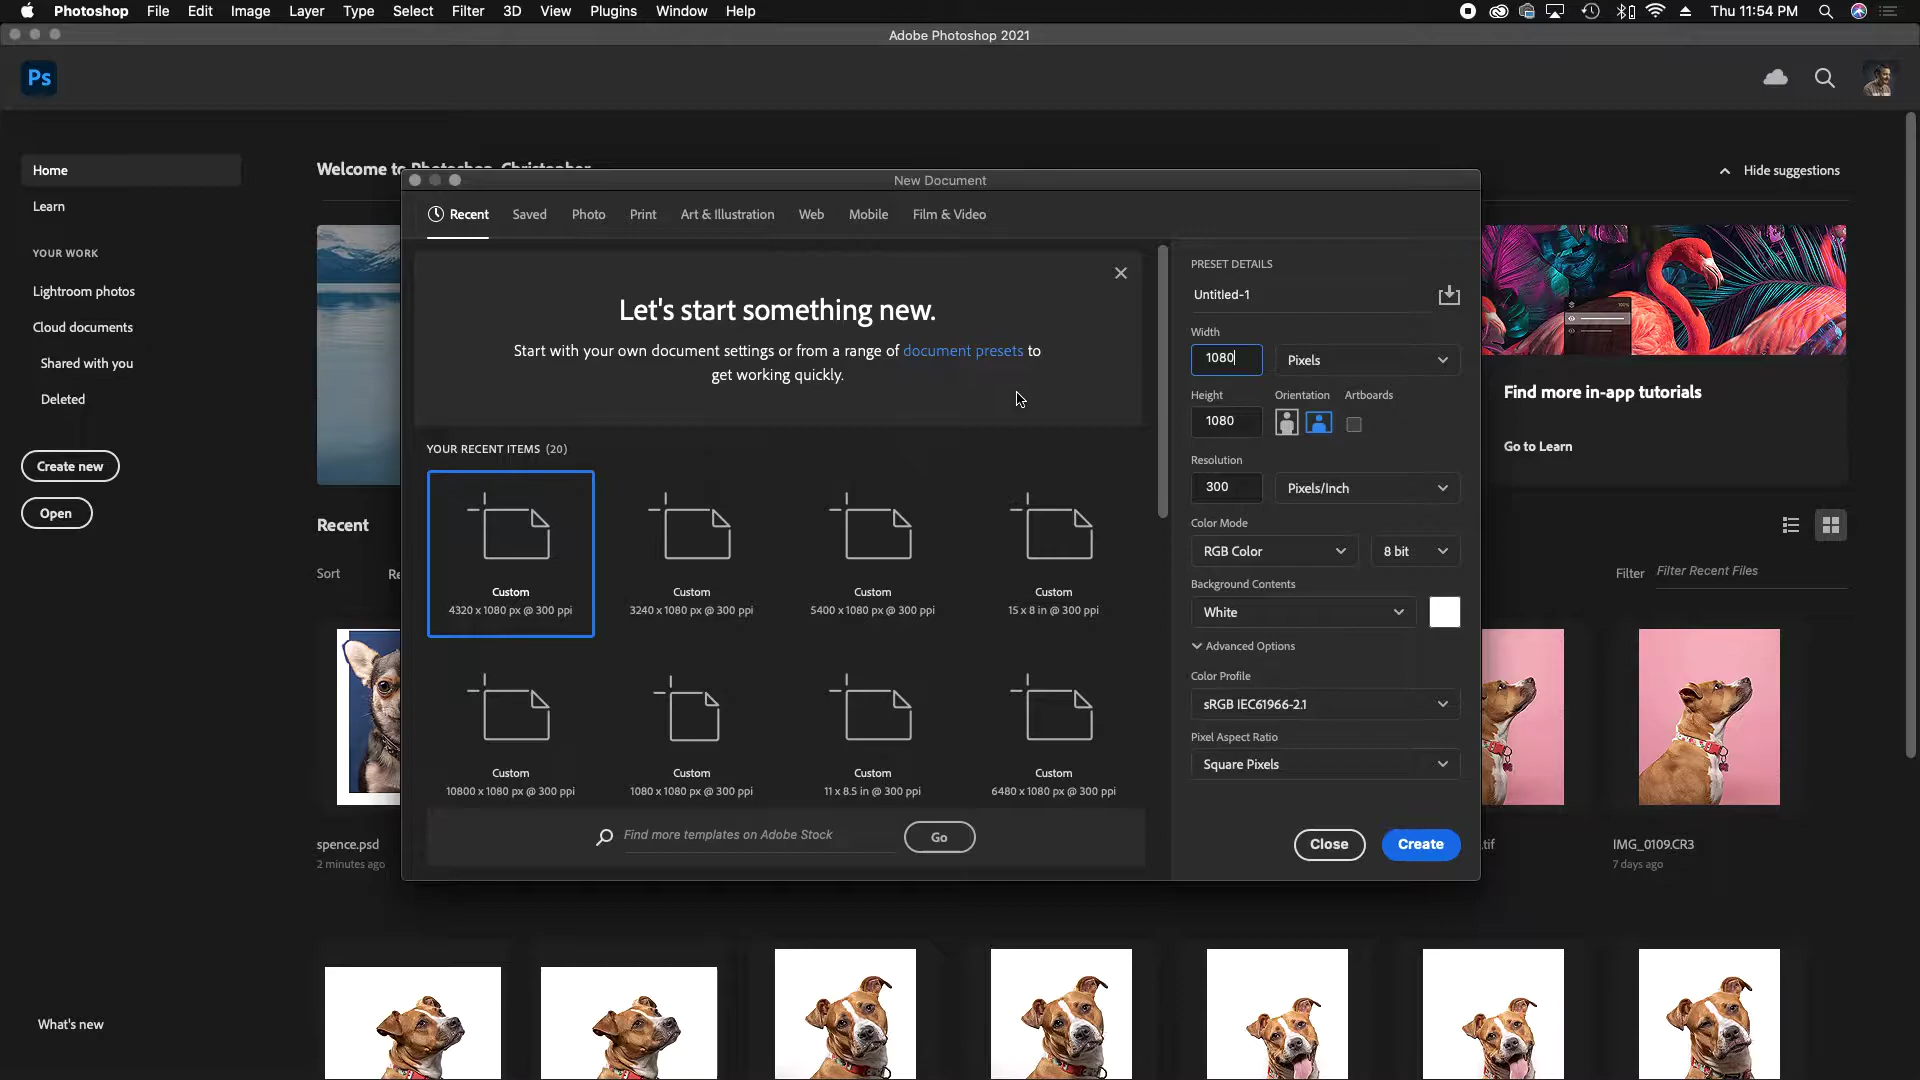 Photoshop File Edit Image Layer Type Select Filter 3D View Plugins Window Help Thu 11:54 PM
Adobe Photoshop 2021
Ps
Home
Learn
YOUR WORK
Lightroom photos
Cloud documents
Shared with you
Deleted
Create new
Open
What's new
Welcome to Photoshop, Christopher
Hide suggestions
New Document
Recent Saved Photo Print Art & Illustration Web Mobile Film & Video
Let's start something new.
Start with your own document settings or from a range of document presets to
get working quickly.
YOUR RECENT ITEMS (20)
Custom
4320 x 1080 px @ 300 ppi
Custom
3240 x 1080 px @ 300 ppi
Custom
5400 x 1080 px @ 300 ppi
Custom
15 x 8 in @ 300 ppi
Custom
10800 x 1080 px @ 300 ppi
Custom
1080 x 1080 px @ 300 ppi
Custom
11 x 8.5 in @ 300 ppi
Custom
6480 x 1080 px @ 300 ppi
Find more templates on Adobe Stock
Go
PRESET DETAILS
Untitled-1
Width
1080 Pixels
Height Orientation Artboards
1080
Resolution
300 Pixels/Inch
Color Mode
RGB Color 8 bit
Background Contents
White
Advanced Options
Color Profile
sRGB IEC61966-2.1
Pixel Aspect Ratio
Square Pixels
Close Create
Find more in-app tutorials
Go to Learn
Recent
Sort Re
Filter Filter Recent Files
spence.psd
2 minutes ago
.tif
IMG_0109.CR3
7 days ago